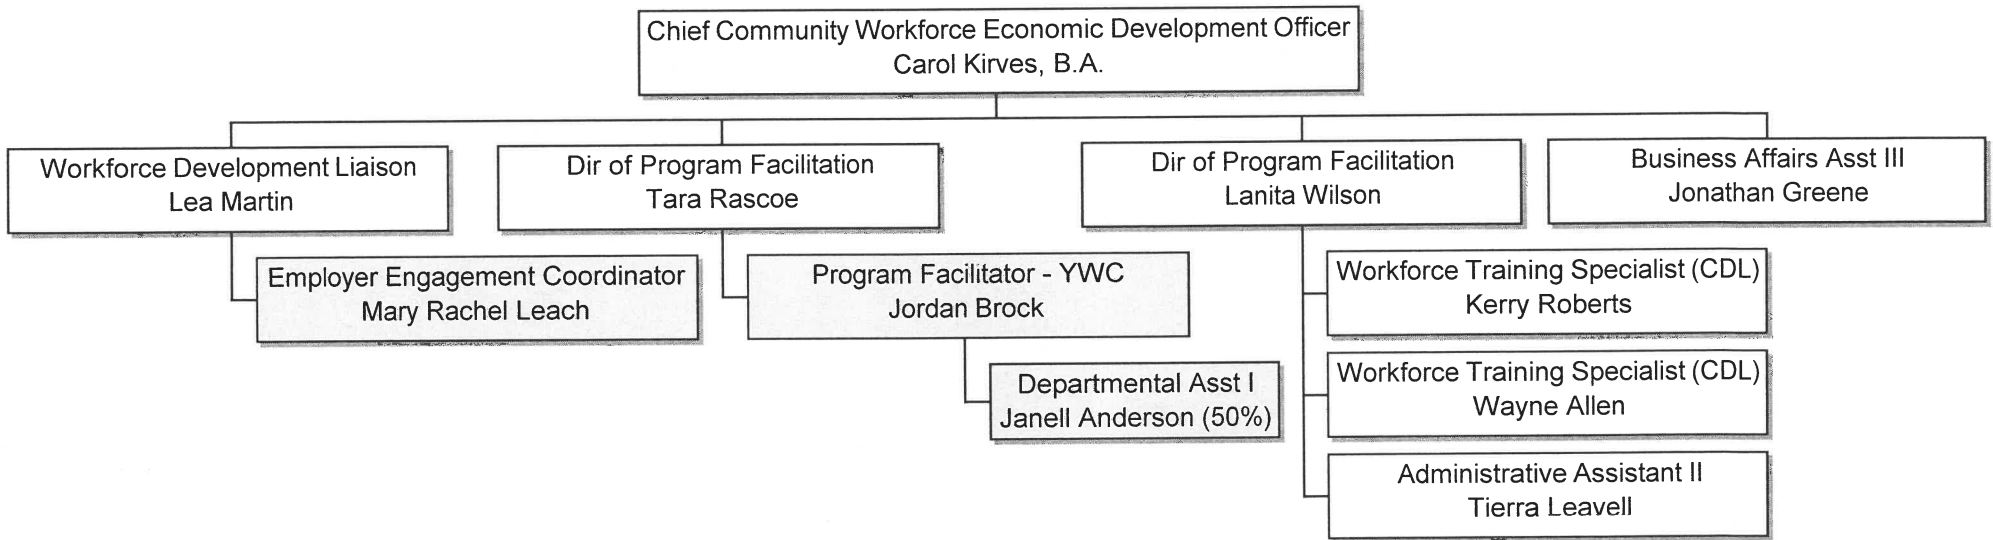 Chief Community Workforce Economic Development Officer
Carol Kirves, B.A.
Workforce Development Liaison
Lea Martin
Dir of Program Facilitation
Tara Rascoe
Dir of Program Facilitation
Lanita Wilson
Business Affairs Asst III
Jonathan Greene
Employer Engagement Coordinator
Mary Rachel Leach
Program Facilitator - YWC
Jordan Brock
Departmental Asst I
Janell Anderson (50%)
Workforce Training Specialist (CDL)
Kerry Roberts
Workforce Training Specialist (CDL)
Wayne Allen
Administrative Assistant II
Tierra Leavell